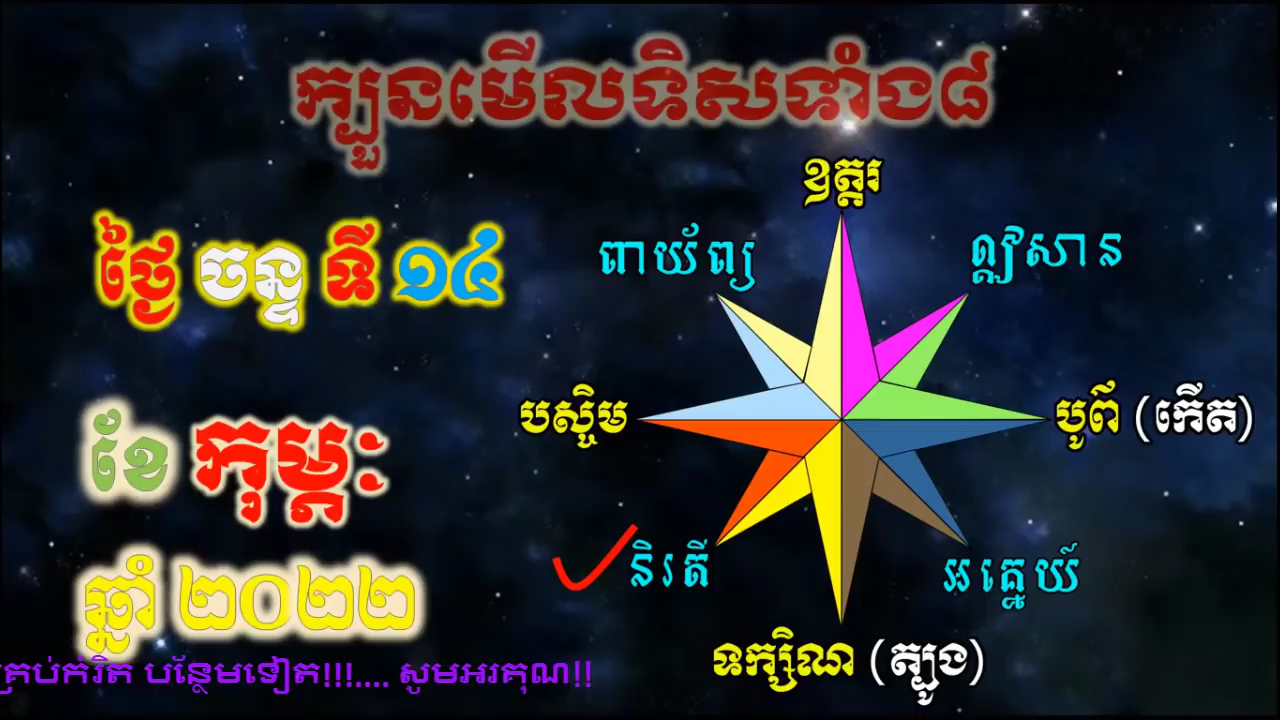 ក្បួនមើលទិសទាំង៨
ឧត្តរ
ពាយ័ព្យ
ឦសាន
ថ្ងៃ ចន្ទ ទី ១៤
បស្ចិម
បូព៌ (កើត)
ខែ កុម្ភៈ
និរតី
អគ្នេយ៍
ឆ្នាំ ២០២២
ទក្សិណ (ត្បូង)
គ្រប់កំរិត បន្ថែមទៀត!!!.... សូមអរគុណ!!